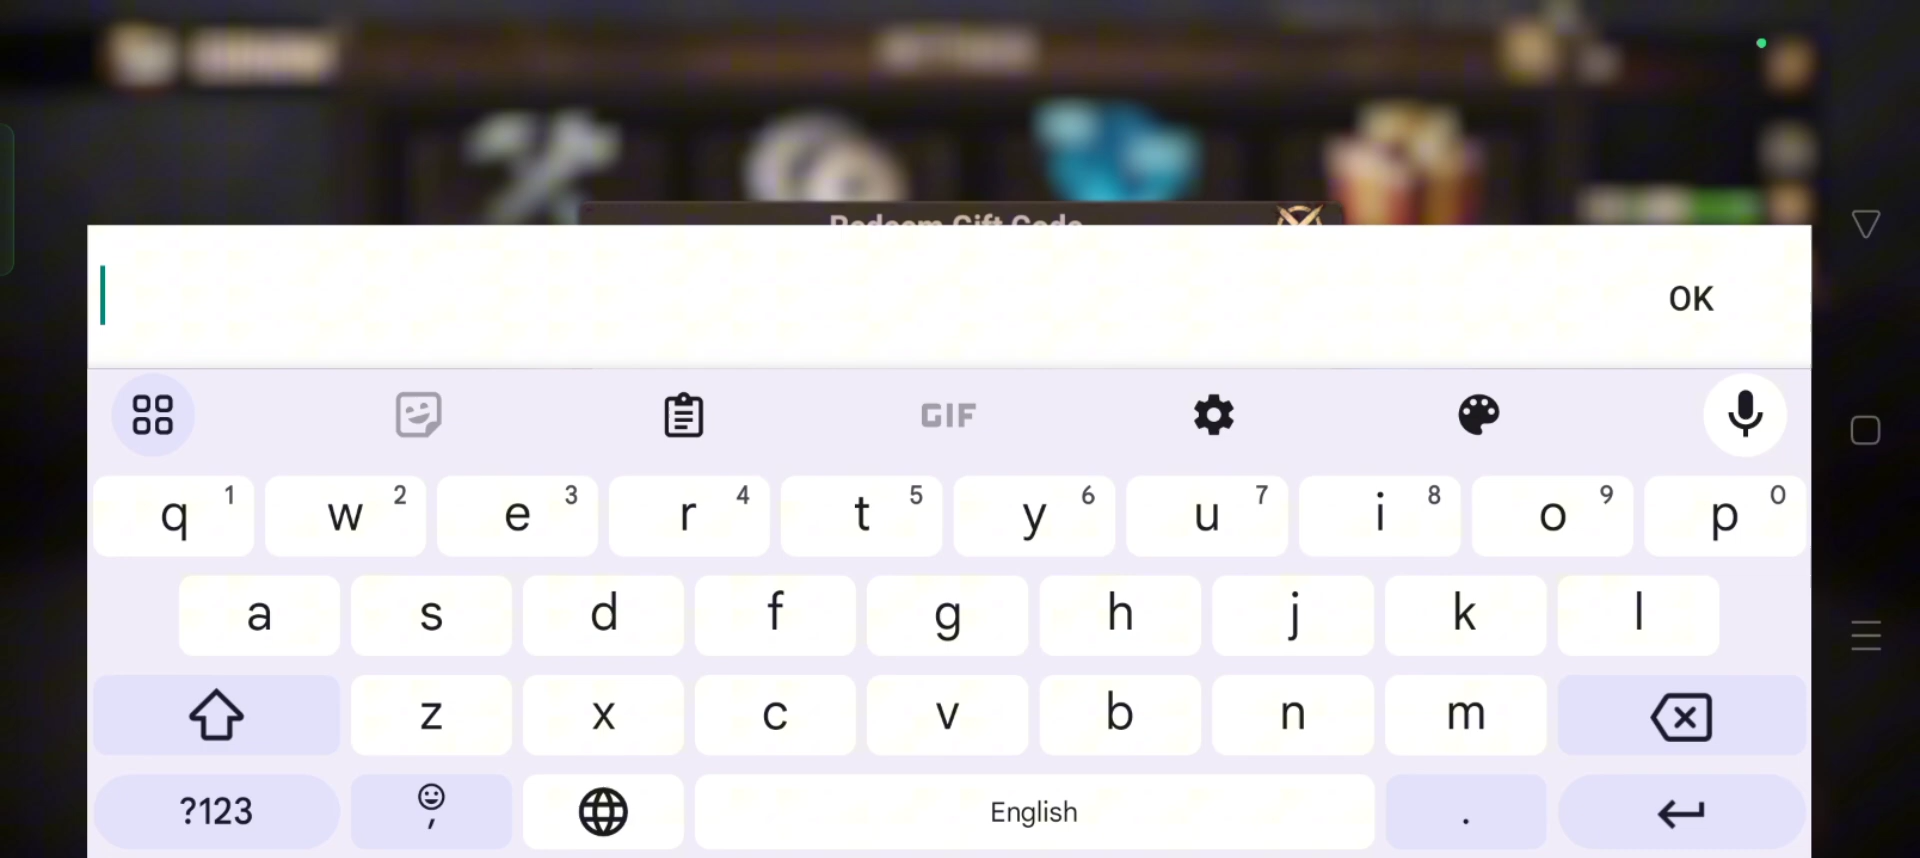 Redeem Gift Code
OK
GIF
q 1 w 2 e 3 r 4 t 5 y 6 u 7 i 8 o 9 p 0
a s d f g h j k l
z x c v b n m
?123 , English .